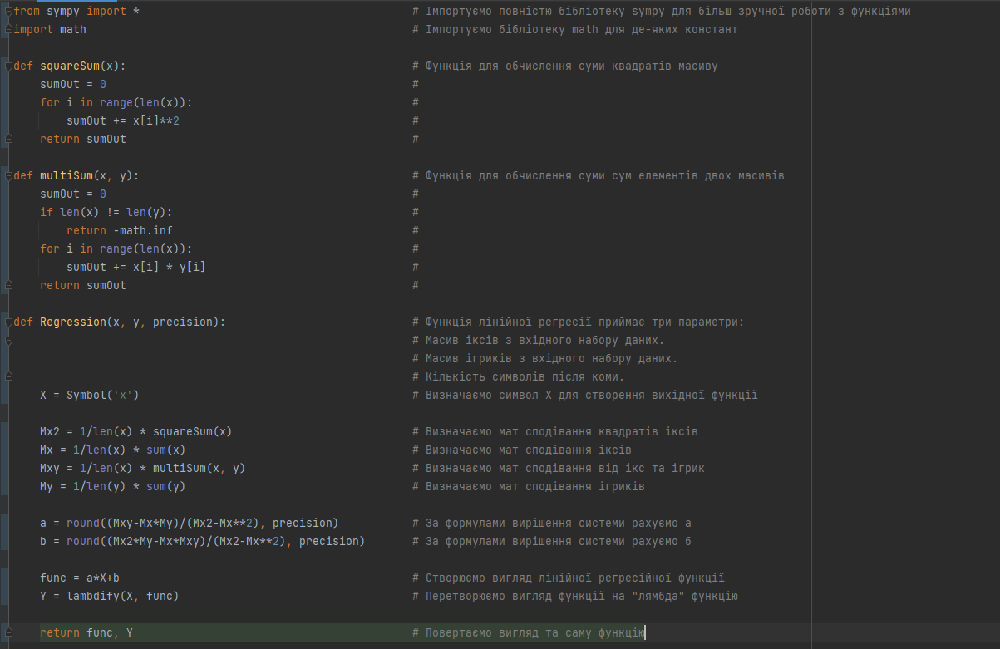 from sympy import * # Імпортуємо повністю бібліотеку sympy для більш зручної роботи з функціями
import math # Імпортуємо бібліотеку math для де-яких констант
def squareSum(x): # Функція для обчислення суми квадратів масиву
sumOut = 0 #
for i in range(len(x)): #
sumOut += x[i]**2 #
return sumOut #
def multiSum(x, y): # Функція для обчислення суми сум елементів двох масивів
sumOut = 0 #
if len(x) != len(y): #
return -math.inf #
for i in range(len(x)): #
sumOut += x[i] * y[i] #
return sumOut #
def Regression(x, y, precision): # Функція лінійної регресії приймає три параметри:
# Масив іксів з вхідного набору даних.
# Масив ігриків з вхідного набору даних.
# Кількість символів після коми.
X = Symbol('x') # Визначаємо символ X для створення вихідної функції
Mx2 = 1/len(x) * squareSum(x) # Визначаємо мат сподівання квадратів іксів
Mx = 1/len(x) * sum(x) # Визначаємо мат сподівання іксів
Mxy = 1/len(x) * multiSum(x, y) # Визначаємо мат сподівання від ікс та ігрик
My = 1/len(y) * sum(y) # Визначаємо мат сподівання ігриків
a = round((Mxy-Mx*My)/(Mx2-Mx**2), precision) # За формулами вирішення системи рахуємо а
b = round((Mx2*My-Mx*Mxy)/(Mx2-Mx**2), precision) # За формулами вирішення системи рахуємо б
func = a*X+b # Створюємо вигляд лінійної регресійної функції
Y = lambdify(X, func) # Перетворюємо вигляд функції на "лямбда" функцію
return func, Y # Повертаємо вигляд та саму функцію